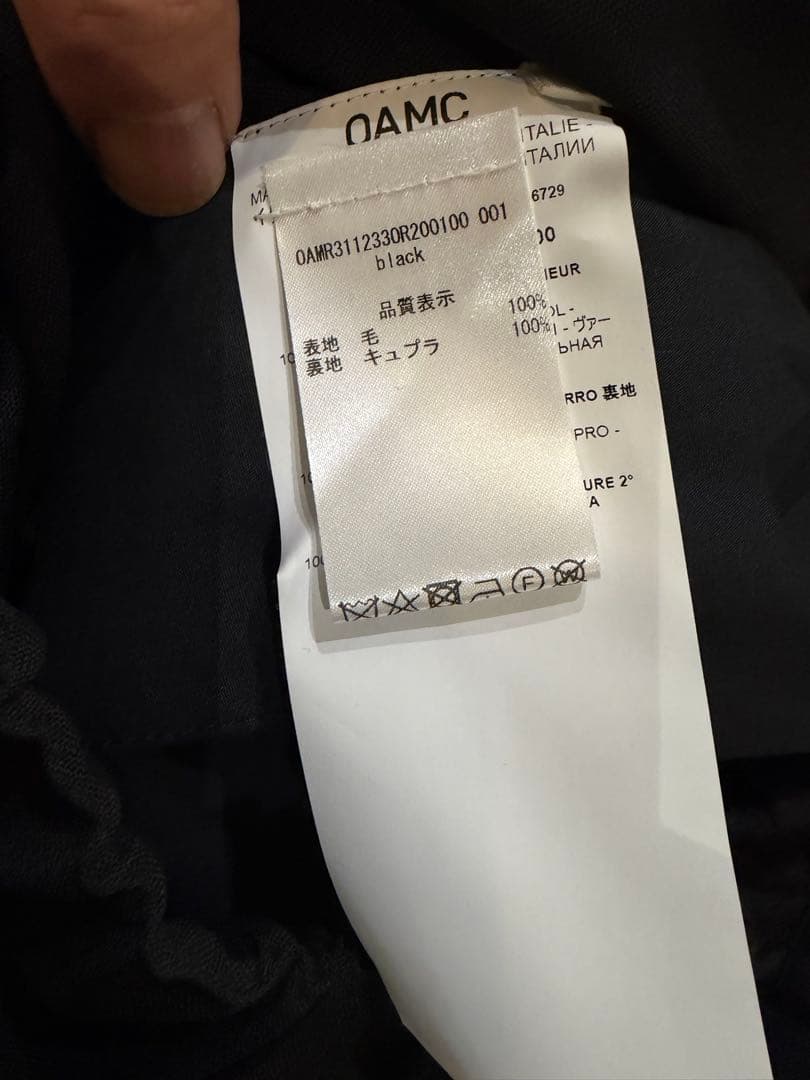 OAMC
ITALIE -
ИТАЛИИ
6729
OAMR3112330R200100 001
black
00
IEUR
品質表示
表地 毛 100%
裏地 キュプラ 100%
OL -
- ヴァー
ЬНАЯ
RRO 裏地
PRO -
URE 2°
A
F
W